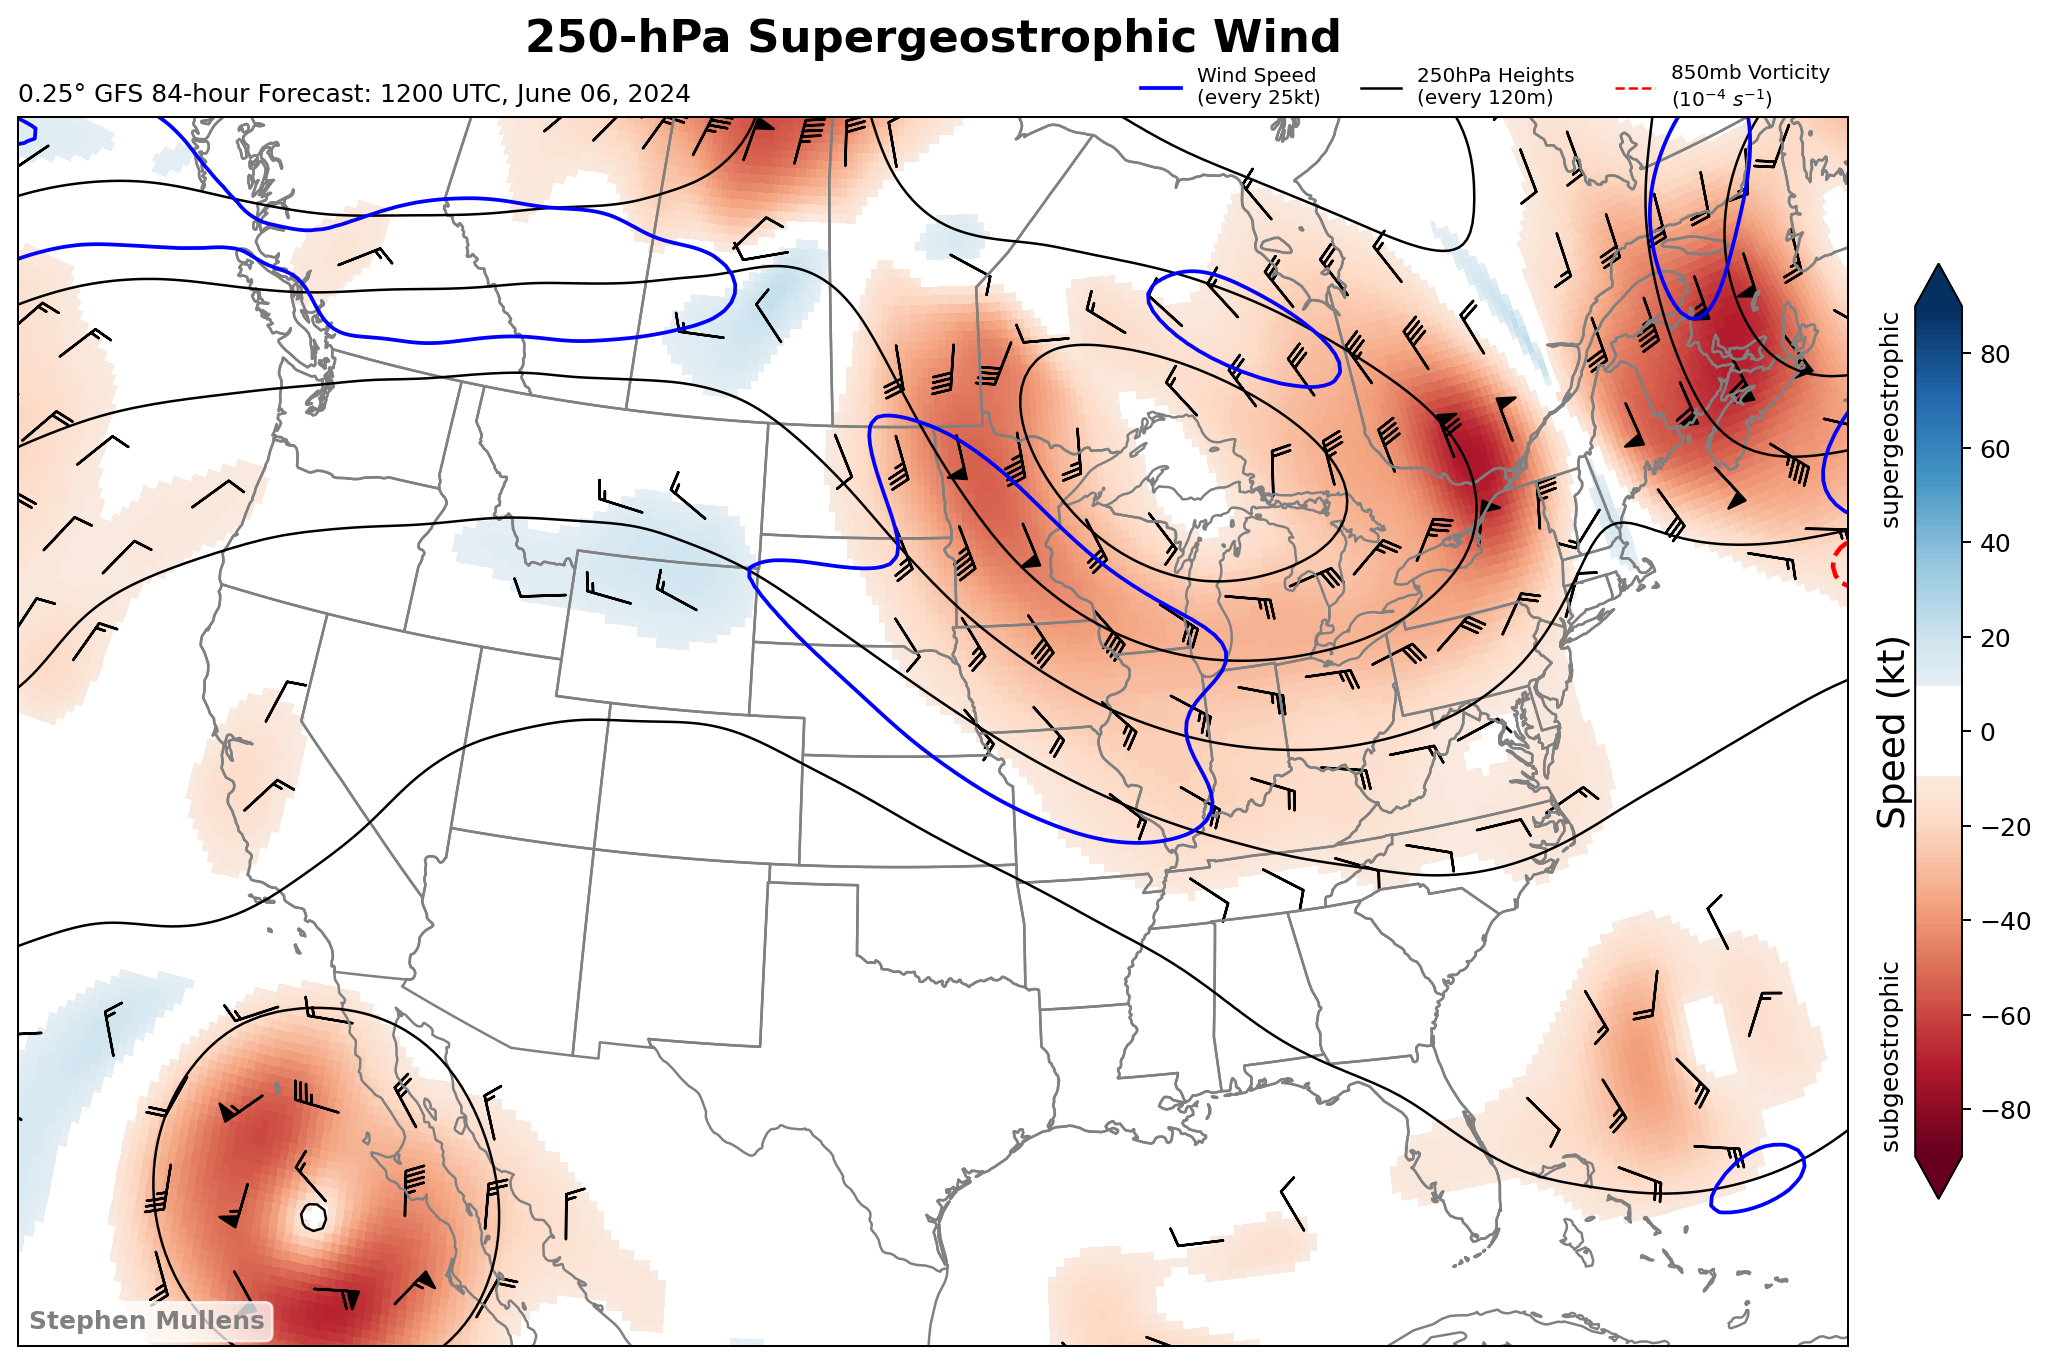 250-hPa Supergeostrophic Wind
0.25° GFS 84-hour Forecast: 1200 UTC, June 06, 2024
Wind Speed
(every 25kt)
250hPa Heights
(every 120m)
850mb Vorticity
(10⁻⁴ s⁻¹)
supergeostrophic
Speed (kt)
subgeostrophic
80
60
40
20
0
−20
−40
−60
−80
Stephen Mullens